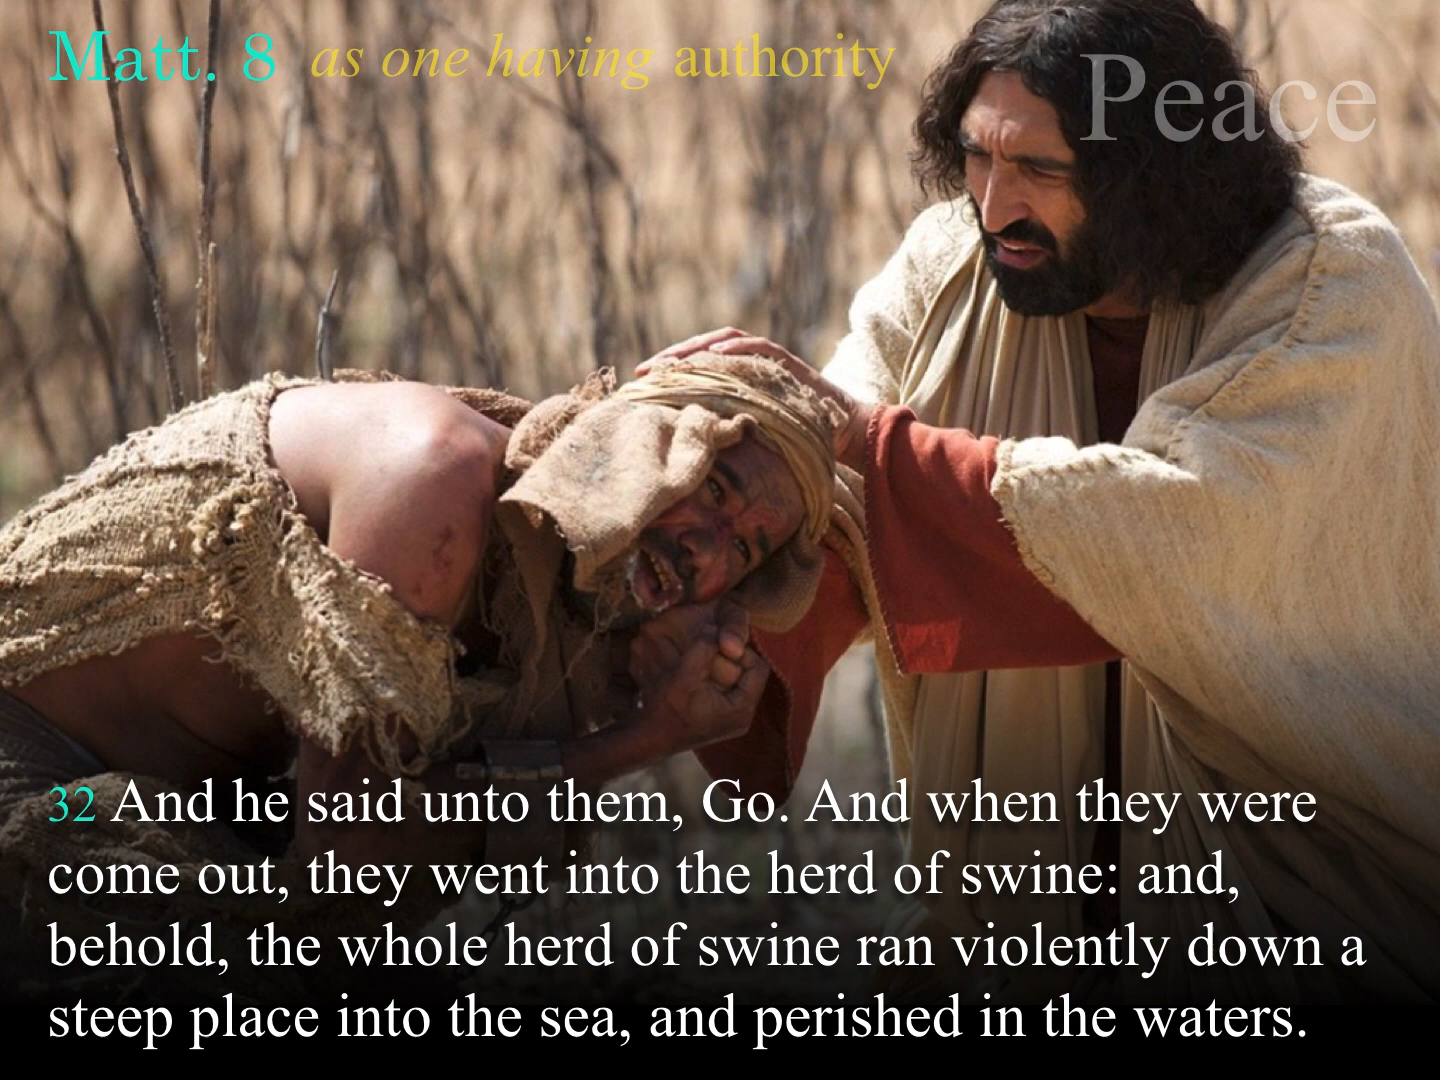 Matt. 8 as one having authority
Peace
32 And he said unto them, Go. And when they were
come out, they went into the herd of swine: and,
behold, the whole herd of swine ran violently down a
steep place into the sea, and perished in the waters.